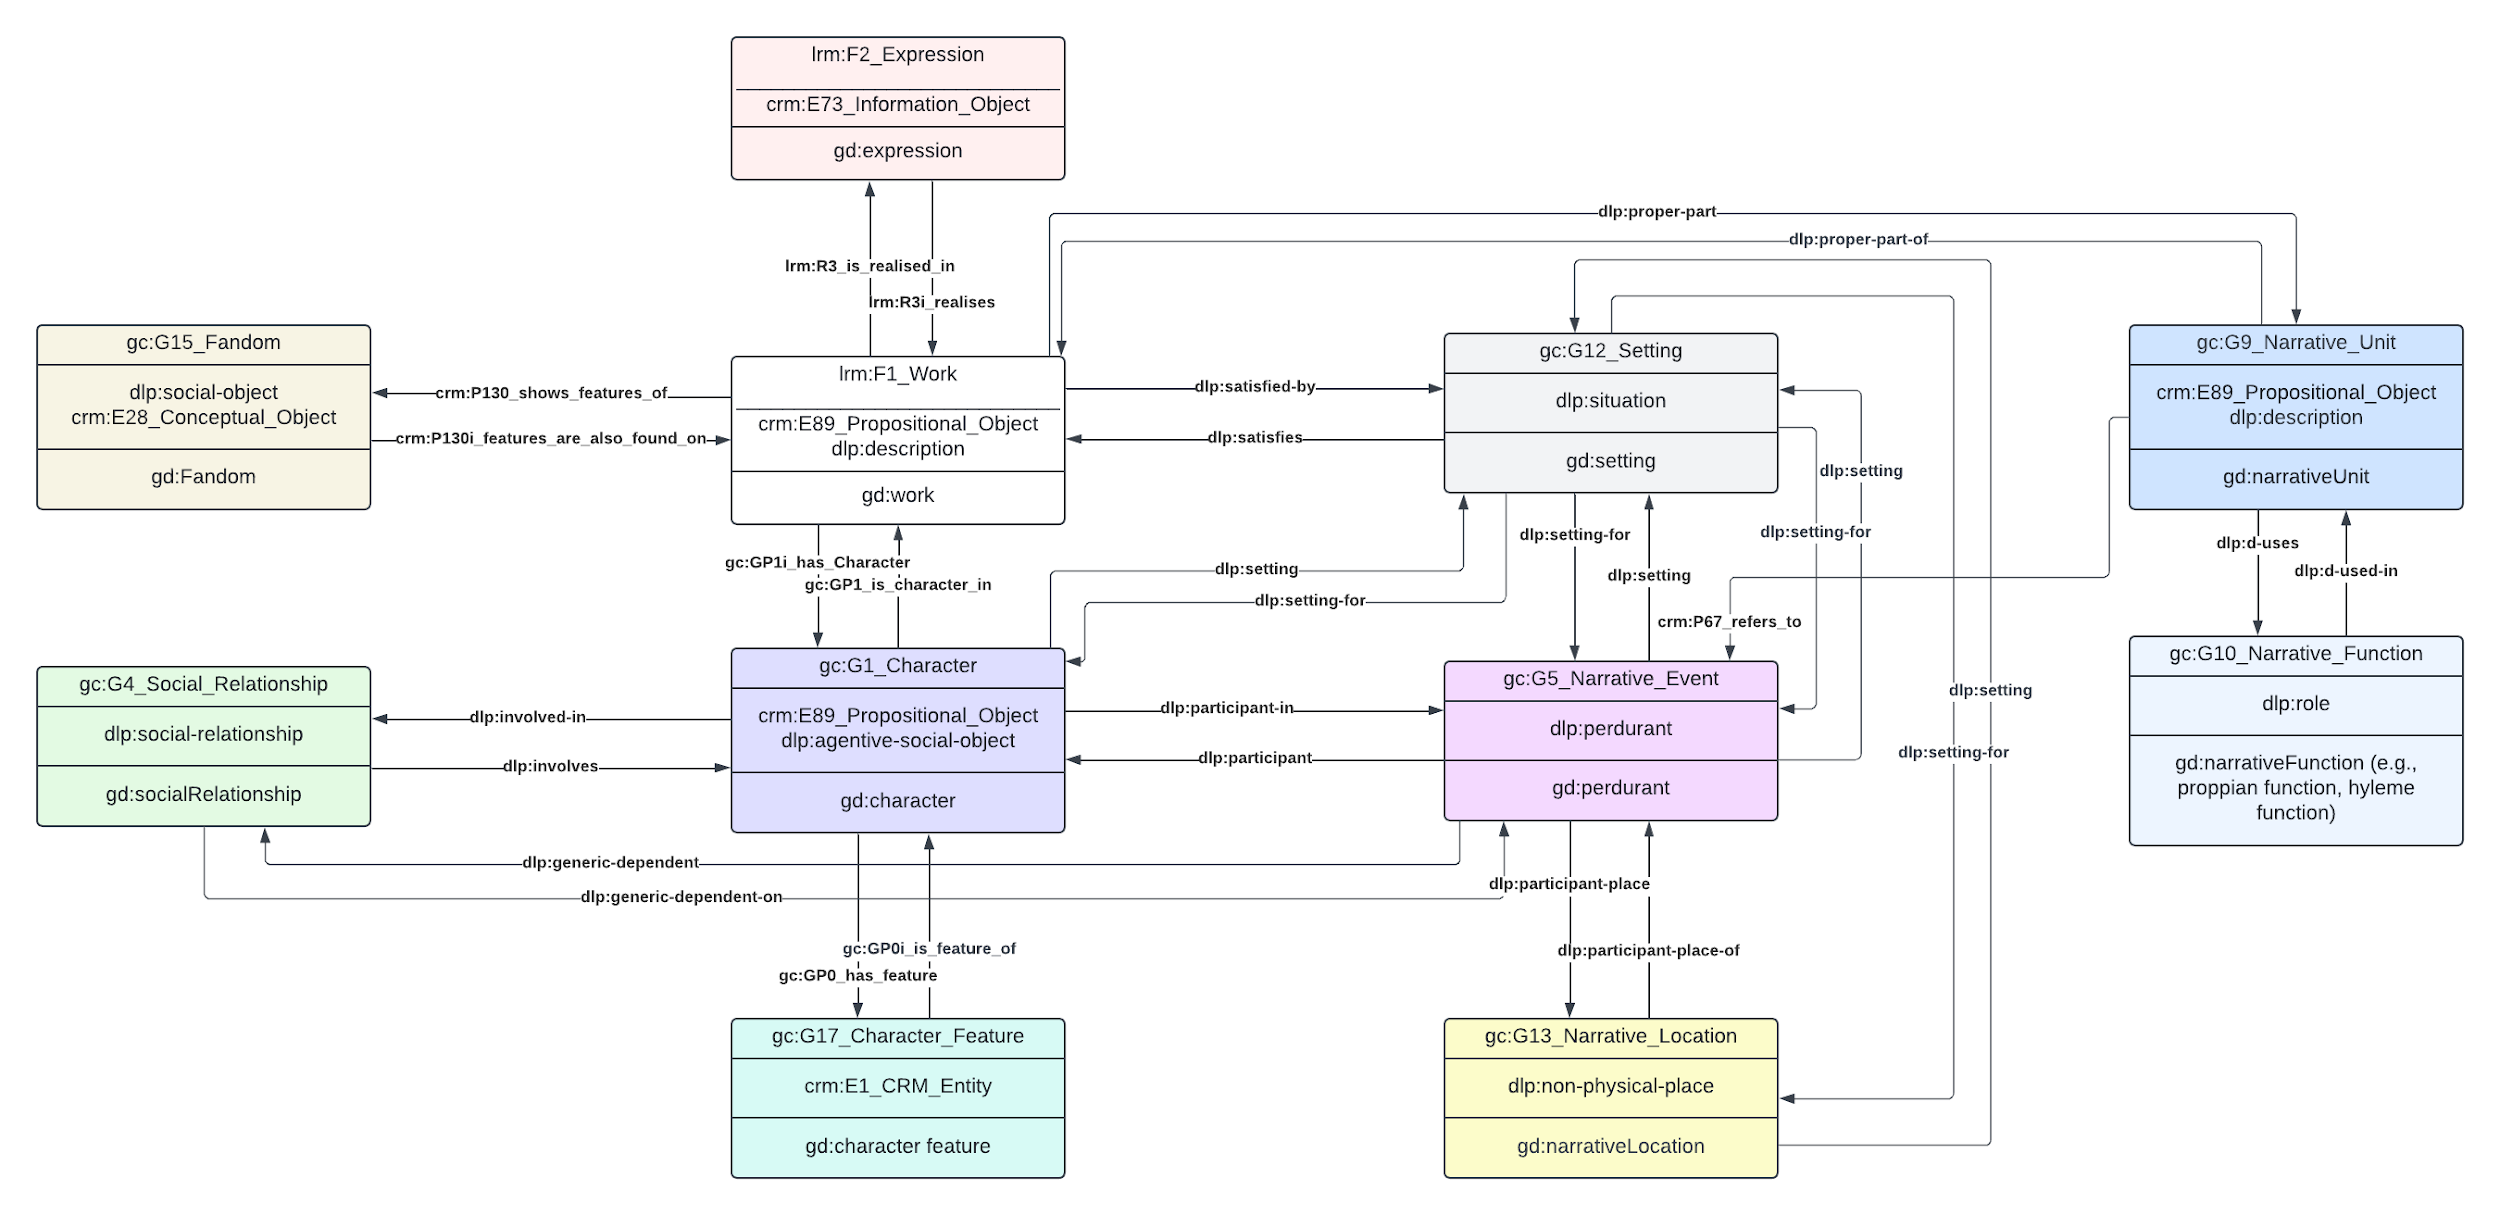 lrm:F2_Expression
crm:E73_Information_Object
gd:expression
dlp:proper-part
dlp:proper-part-of
lrm:R3_is_realised_in
lrm:R3i_realises
gc:G15_Fandom
dlp:social-object
crm:E28_Conceptual_Object
gd:Fandom
crm:P130_shows_features_of
crm:P130i_features_are_also_found_on
lrm:F1_Work
crm:E89_Propositional_Object
dlp:description
gd:work
dlp:satisfied-by
dlp:satisfies
gc:G12_Setting
dlp:situation
gd:setting
gc:G9_Narrative_Unit
crm:E89_Propositional_Object
dlp:description
gd:narrativeUnit
dlp:setting
dlp:setting-for
dlp:setting-for
dlp:setting
gc:GP1i_has_Character
gc:GP1_is_character_in
dlp:setting
dlp:setting-for
crm:P67_refers_to
dlp:d-uses
dlp:d-used-in
gc:G4_Social_Relationship
dlp:social-relationship
gd:socialRelationship
dlp:involved-in
dlp:involves
gc:G1_Character
crm:E89_Propositional_Object
dlp:agentive-social-object
gd:character
dlp:participant-in
dlp:participant
gc:G5_Narrative_Event
dlp:perdurant
gd:perdurant
dlp:setting
dlp:setting-for
gc:G10_Narrative_Function
dlp:role
gd:narrativeFunction (e.g.,
proppian function, hyleme
function)
dlp:generic-dependent
dlp:generic-dependent-on
dlp:participant-place
dlp:participant-place-of
gc:GP0i_is_feature_of
gc:GP0_has_feature
gc:G17_Character_Feature
crm:E1_CRM_Entity
gd:character feature
gc:G13_Narrative_Location
dlp:non-physical-place
gd:narrativeLocation